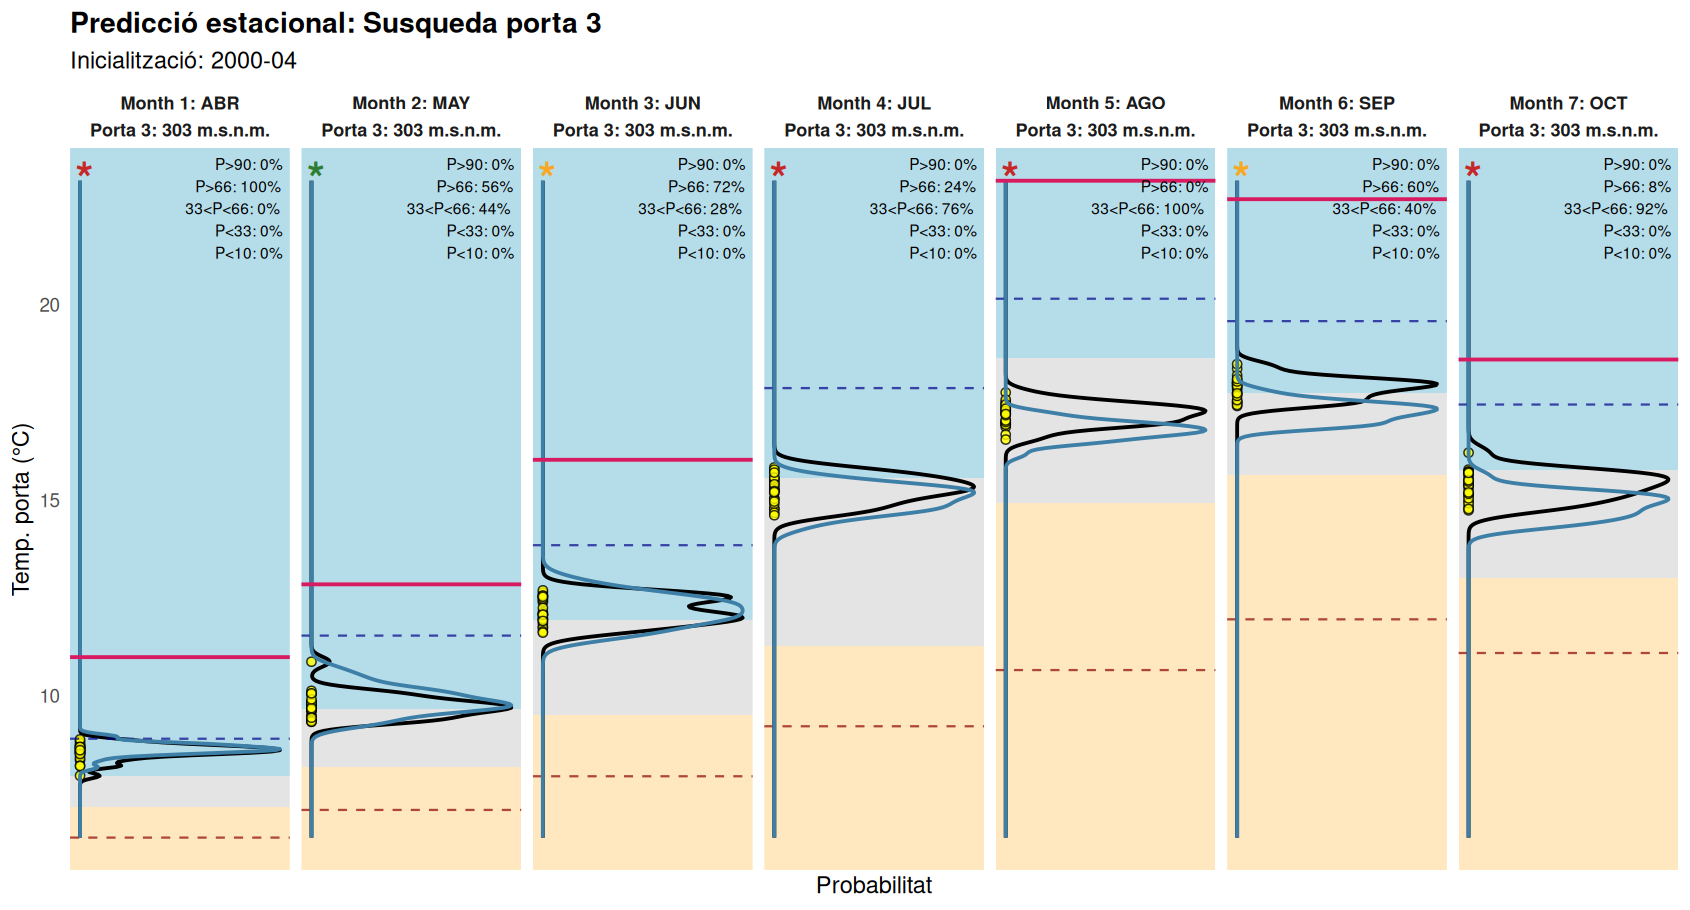 Predicció estacional: Susqueda porta 3
Inicialització: 2000-04
Month 1: ABR
Porta 3: 303 m.s.n.m.
Month 2: MAY
Porta 3: 303 m.s.n.m.
Month 3: JUN
Porta 3: 303 m.s.n.m.
Month 4: JUL
Porta 3: 303 m.s.n.m.
Month 5: AGO
Porta 3: 303 m.s.n.m.
Month 6: SEP
Porta 3: 303 m.s.n.m.
Month 7: OCT
Porta 3: 303 m.s.n.m.
*
P>90: 0%
P>66: 100%
33<P<66: 0%
P<33: 0%
P<10: 0%
*
P>90: 0%
P>66: 56%
33<P<66: 44%
P<33: 0%
P<10: 0%
*
P>90: 0%
P>66: 72%
33<P<66: 28%
P<33: 0%
P<10: 0%
*
P>90: 0%
P>66: 24%
33<P<66: 76%
P<33: 0%
P<10: 0%
*
P>90: 0%
P>66: 0%
33<P<66: 100%
P<33: 0%
P<10: 0%
*
P>90: 0%
P>66: 60%
33<P<66: 40%
P<33: 0%
P<10: 0%
*
P>90: 0%
P>66: 8%
33<P<66: 92%
P<33: 0%
P<10: 0%
20
15
10
Temp. porta (°C)
Probabilitat